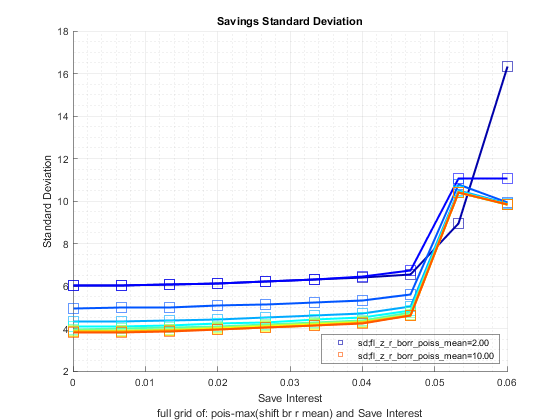 Savings Standard Deviation
18
16
14
12
10
8
6
4
2
Standard Deviation
0
0.01
0.02
0.03
0.04
0.05
0.06
sd;fl_z_r_borr_poiss_mean=2.00
sd;fl_z_r_borr_poiss_mean=10.00
Save Interest
full grid of: pois-max(shift br r mean) and Save Interest